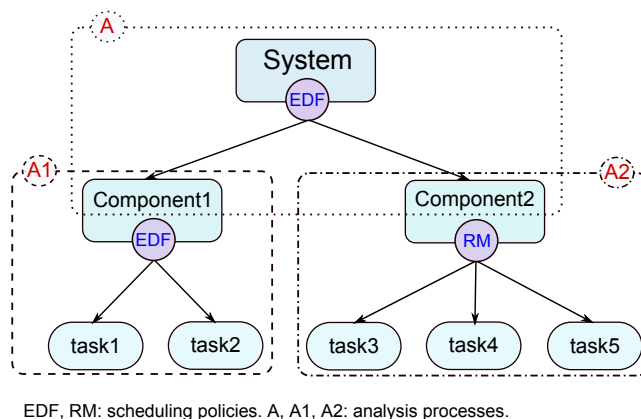 A
System
EDF
A1
A2
Component1
Component2
EDF
RM
task1
task2
task3
task4
task5
EDF, RM: scheduling policies. A, A1, A2: analysis processes.